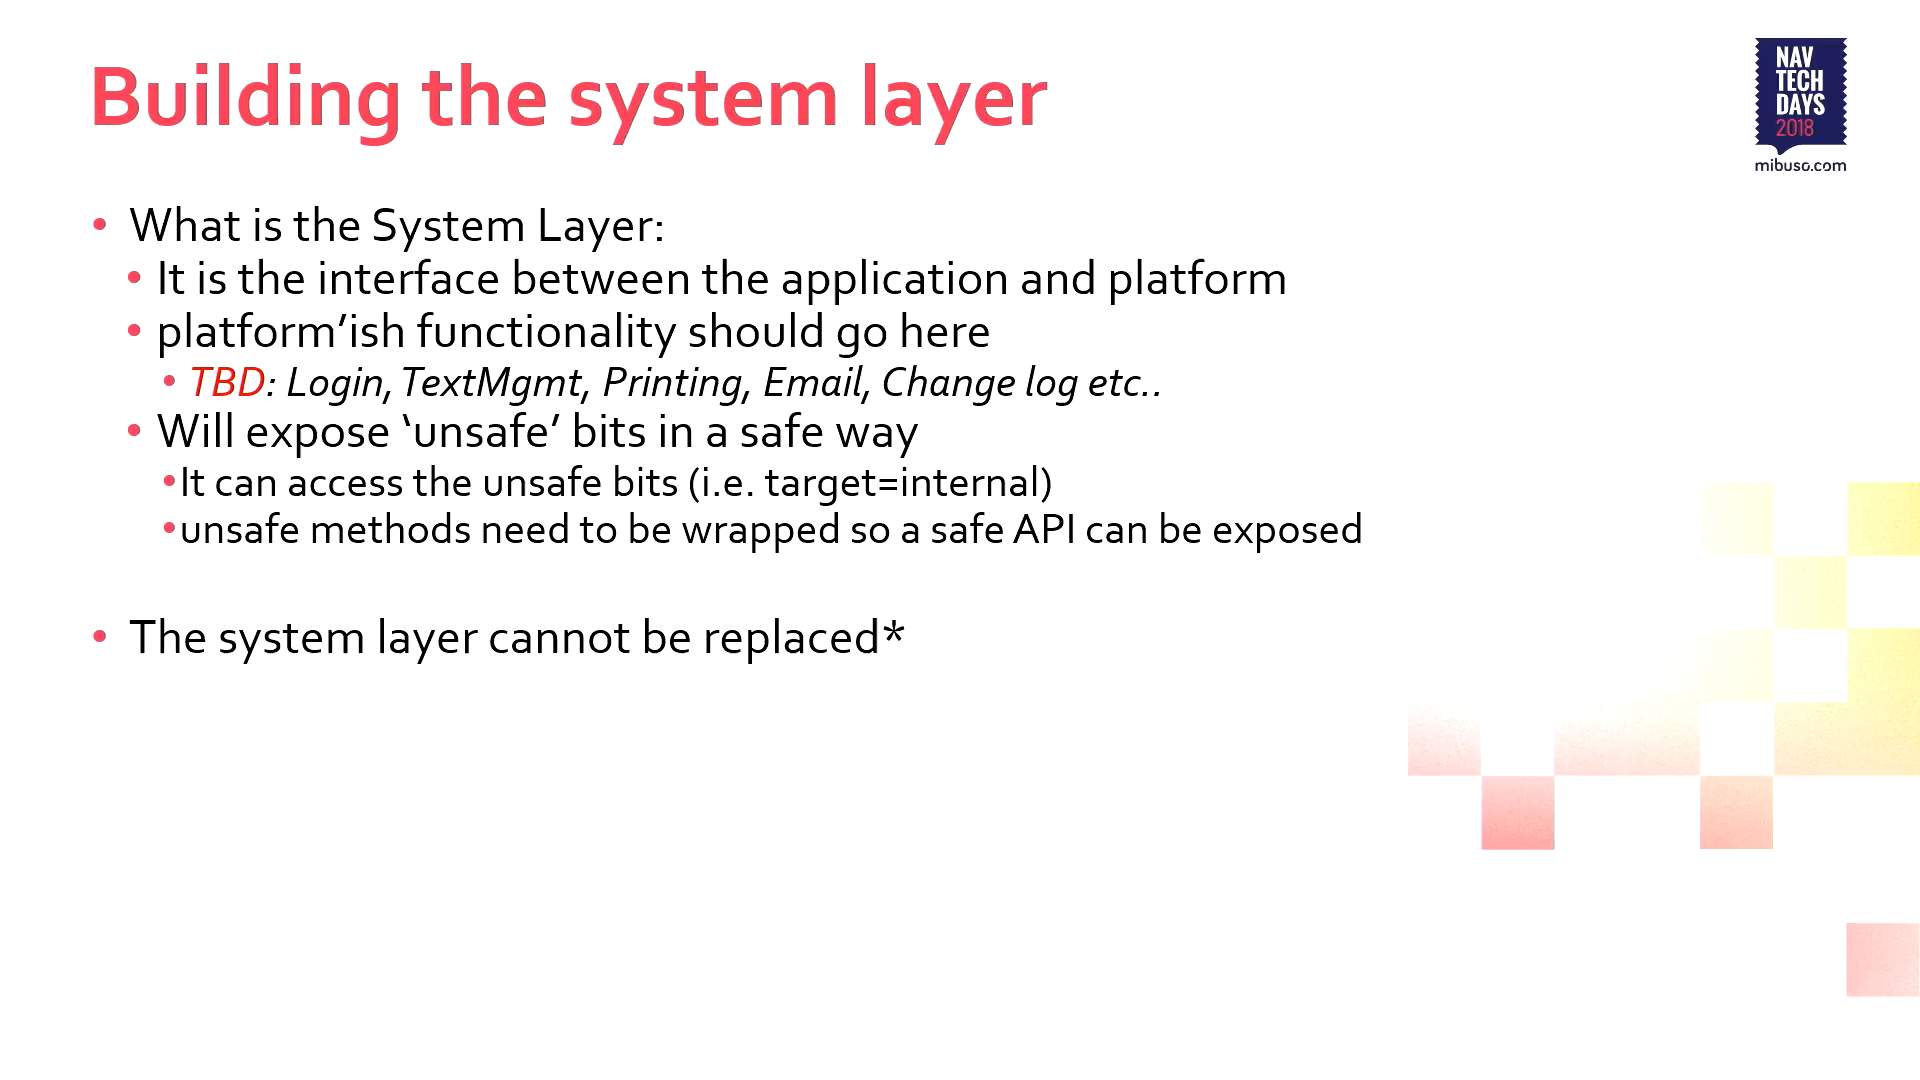 Building the system layer
NAV
TECH
DAYS
2018
mibuso.com
• What is the System Layer:
• It is the interface between the application and platform
• platform’ish functionality should go here
• TBD: Login, TextMgmt, Printing, Email, Change log etc..
• Will expose ‘unsafe’ bits in a safe way
•It can access the unsafe bits (i.e. target=internal)
•unsafe methods need to be wrapped so a safe API can be exposed
• The system layer cannot be replaced*